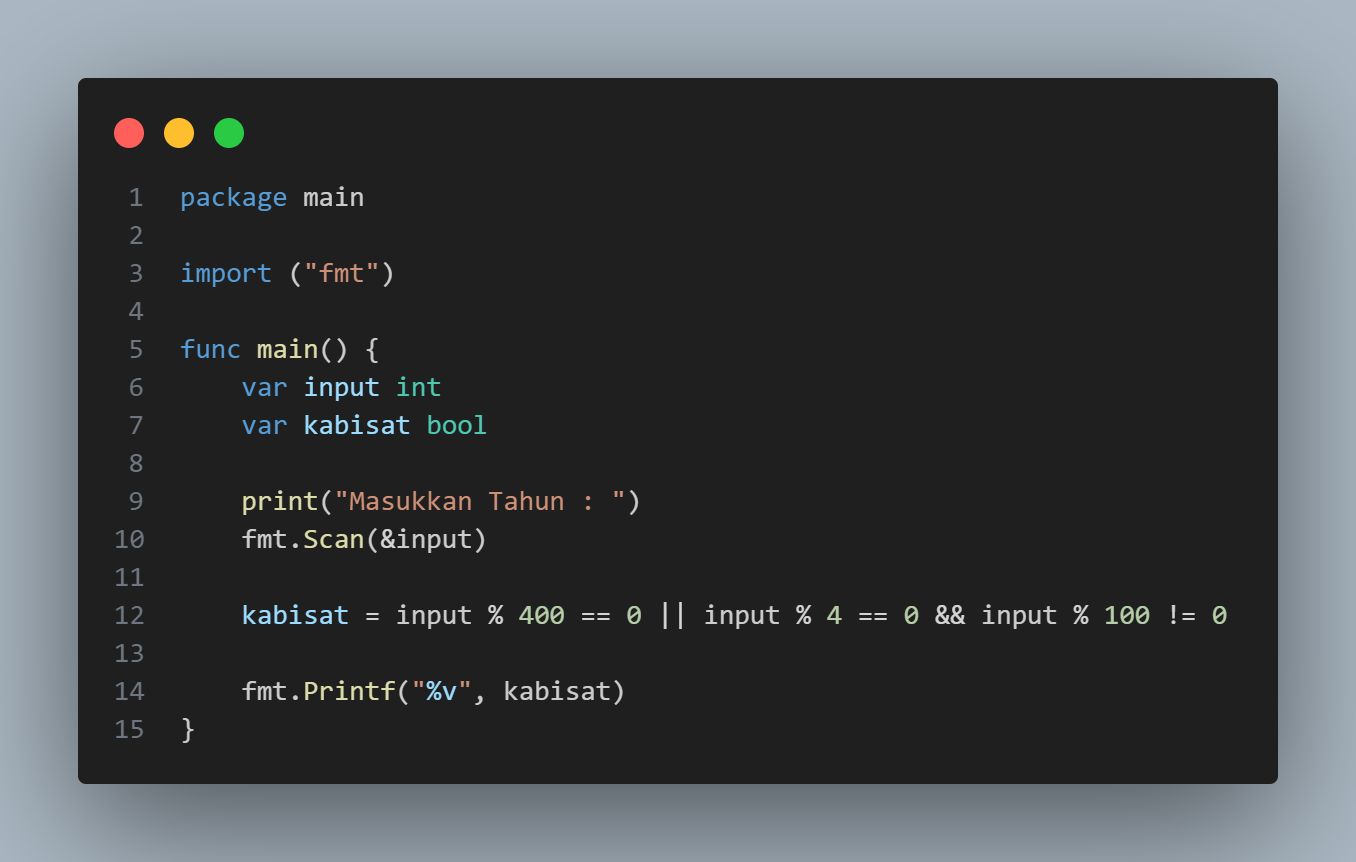 1 package main
2
3 import ("fmt")
4
5 func main() {
6     var input int
7     var kabisat bool
8
9     print("Masukkan Tahun : ")
10     fmt.Scan(&input)
11
12     kabisat = input % 400 == 0 || input % 4 == 0 && input % 100 != 0
13
14     fmt.Printf("%v", kabisat)
15 }